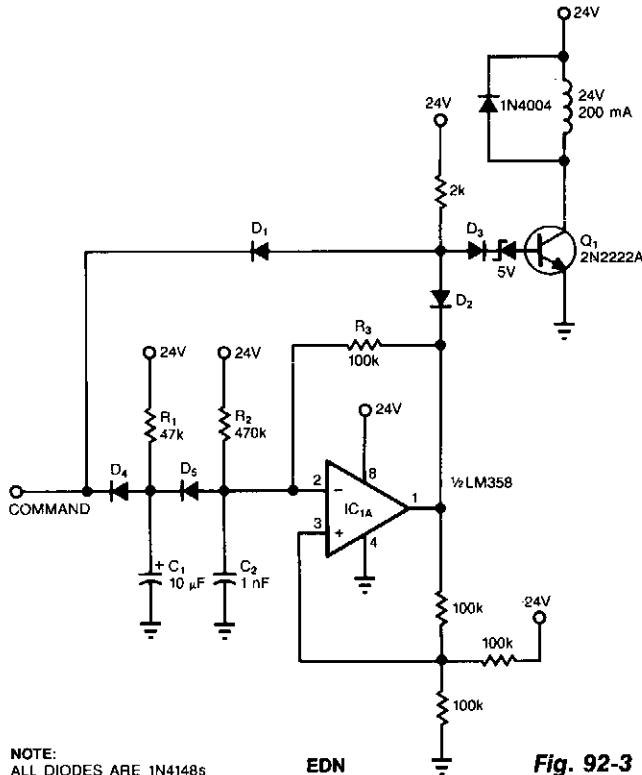 24V
1N4004
24V
200 mA
24V
2k
D1
D3
Q1
2N2222A
5V
D2
R3
100k
24V
24V
24V
R1
47k
R2
470k
D4
D5
2
8
1
½LM358
COMMAND
IC1A
3
4
+ C1
10 µF
C2
1 nF
−
+
100k
24V
100k
100k
NOTE:
ALL DIODES ARE 1N4148s
EDN
Fig. 92-3